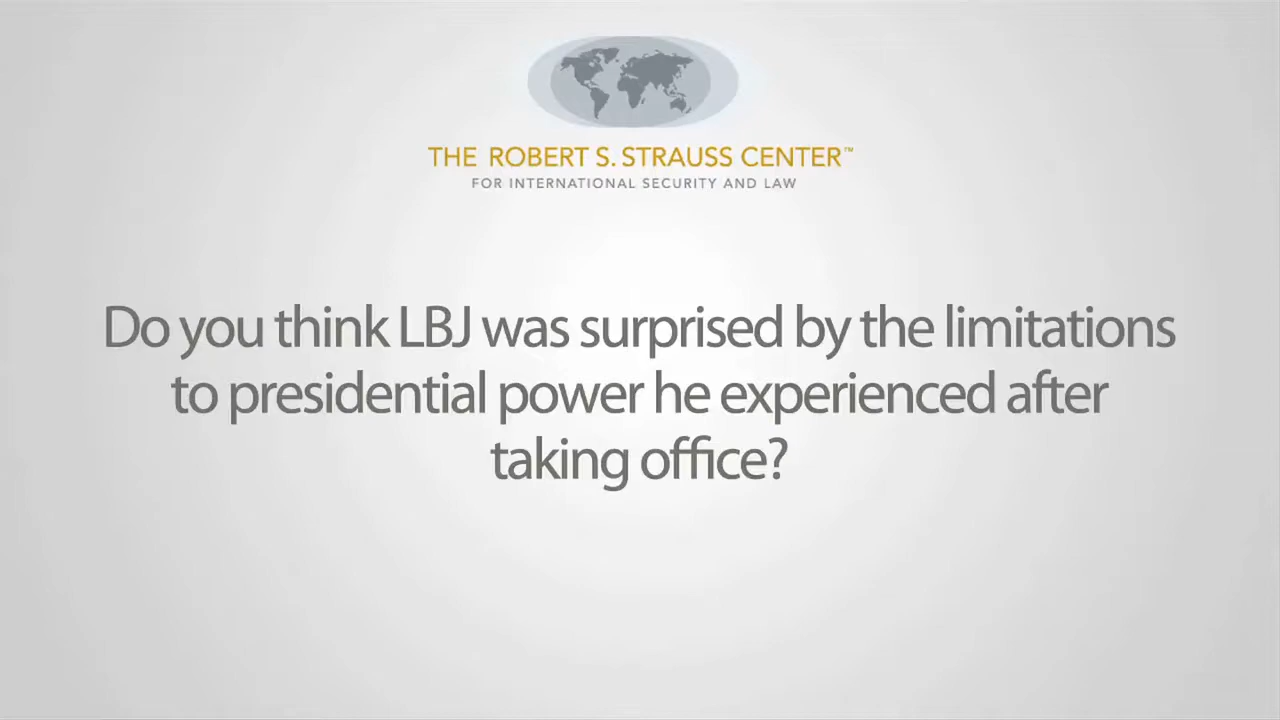 THE ROBERT S. STRAUSS CENTER™
FOR INTERNATIONAL SECURITY AND LAW
Do you think LBJ was surprised by the limitations
to presidential power he experienced after
taking office?